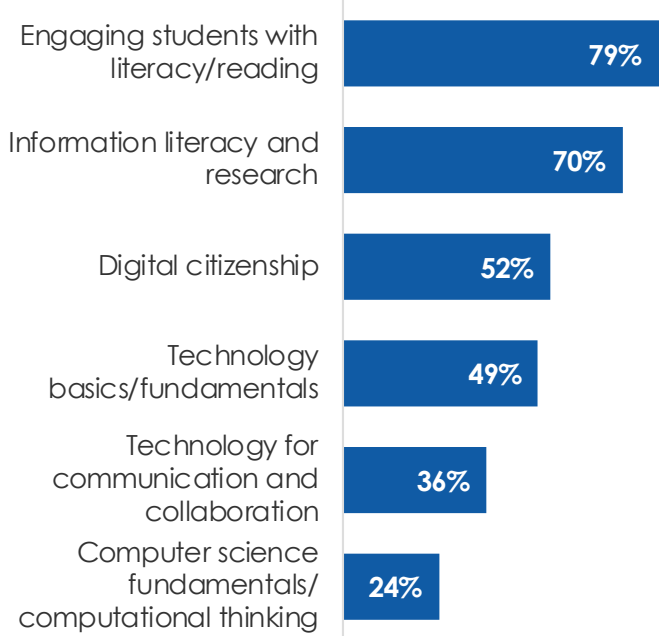 Engaging students with
literacy/reading
79%
Information literacy and
research
70%
Digital citizenship
52%
Technology
basics/fundamentals
49%
Technology for
communication and
collaboration
36%
Computer science
fundamentals/
computational thinking
24%